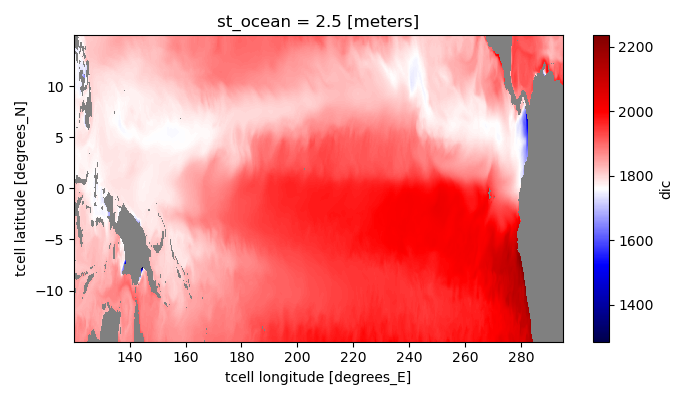 st_ocean = 2.5 [meters]
tcell latitude [degrees_N]
10
5
0
−5
−10
140 160 180 200 220 240 260 280
tcell longitude [degrees_E]
2200
2000
1800
1600
1400
dic